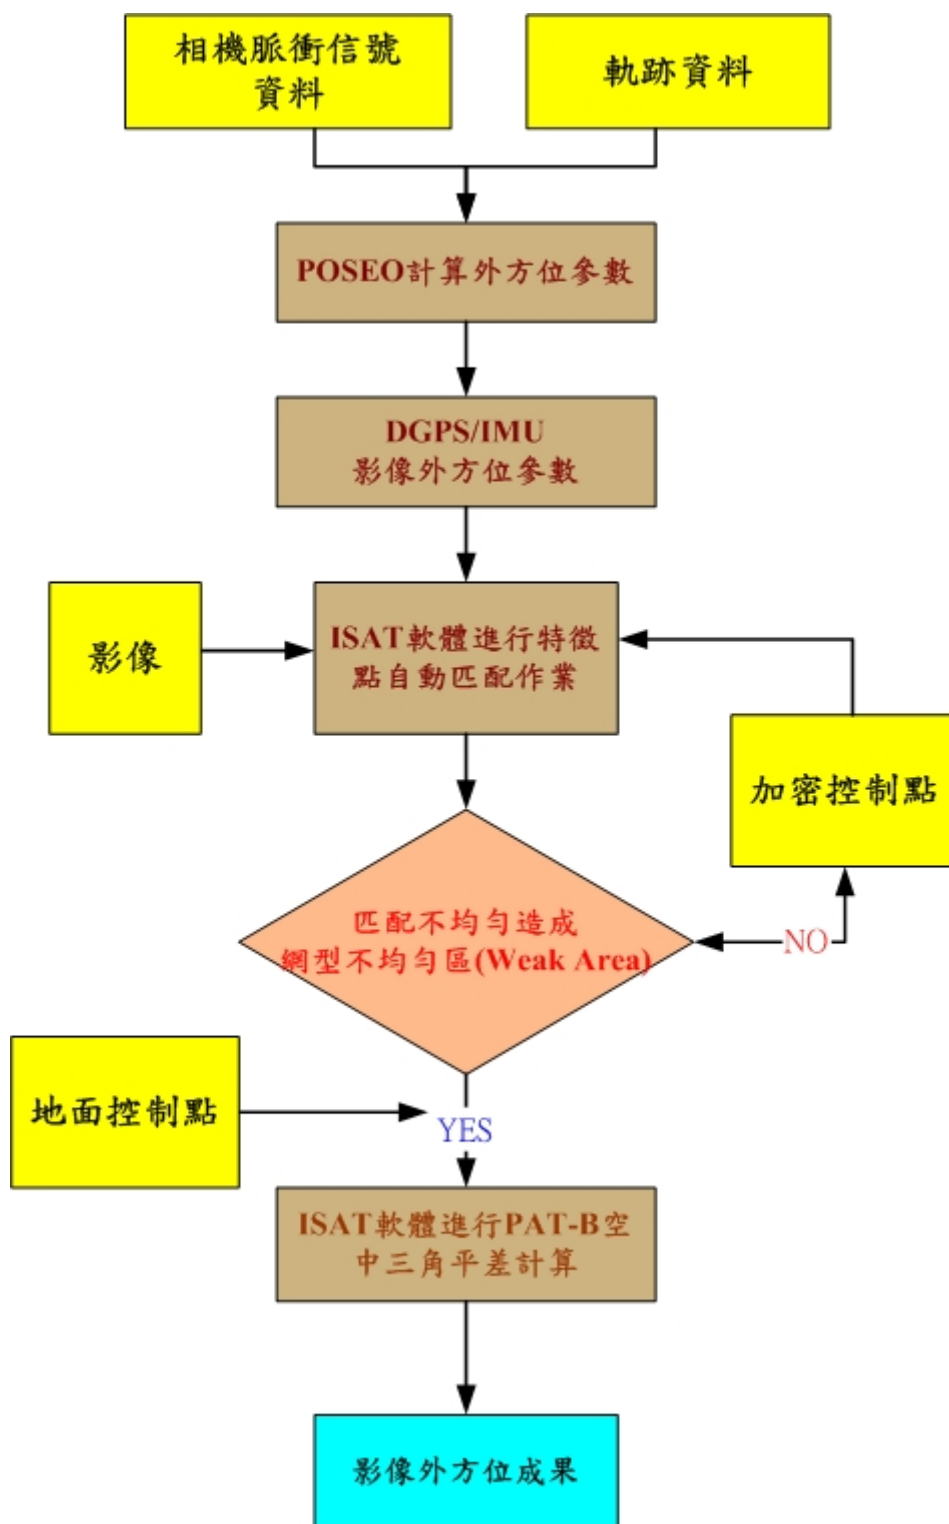 相機脈衝信號
資料
軌跡資料
POSEO計算外方位參數
DGPS/IMU
影像外方位參數
影像
ISAT軟體進行特徵
點自動匹配作業
加密控制點
匹配不均勻造成
網型不均勻區(Weak Area)
NO
地面控制點
YES
ISAT軟體進行PAT-B空
中三角平差計算
影像外方位成果